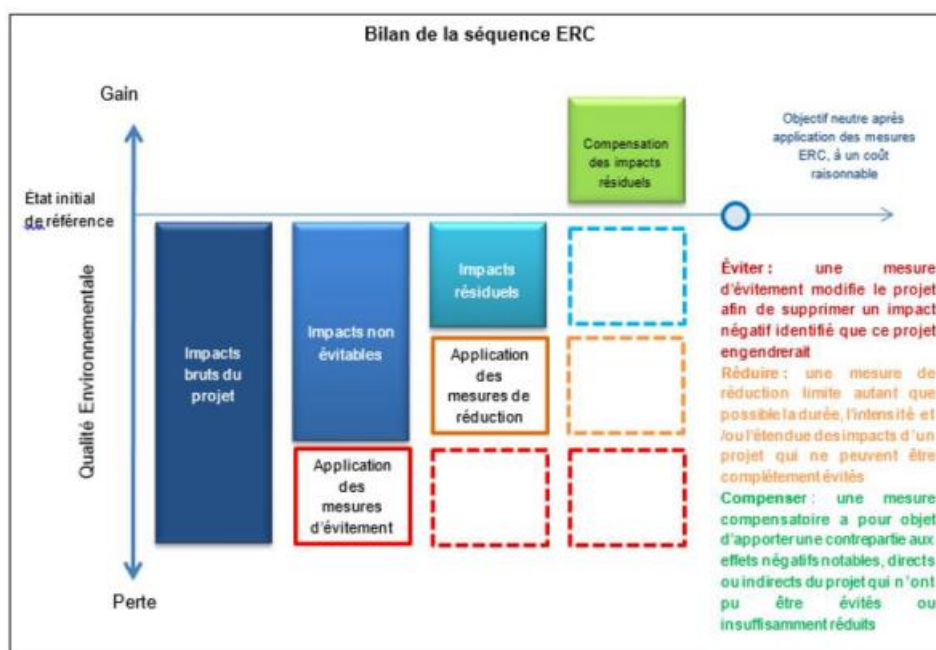 Bilan de la séquence ERC
Gain
Compensation
des impacts
résiduels
Objectif neutre après
application des mesures
ERC, à un coût
raisonnable
État initial
de référence
Qualité Environnementale
Impacts
bruts du
projet
Impacts non
évitables
Impacts
résiduels
Application
des
mesures de
réduction
Application
des
mesures
d'évitement
Perte
Éviter : une mesure
d'évitement modifie le projet
afin de supprimer un impact
négatif identifié que ce projet
engendrerait
Réduire : une mesure de
réduction limite autant que
possible la durée, l'intensité et
/ou l'étendue des impacts d'un
projet qui ne peuvent être
complétement évités
Compenser : une mesure
compensatoire a pour objet
d'apporter une contrepartie aux
effets négatifs notables, directs
ou indirects du projet qui n'ont
pu être évités ou
insuffisamment réduits